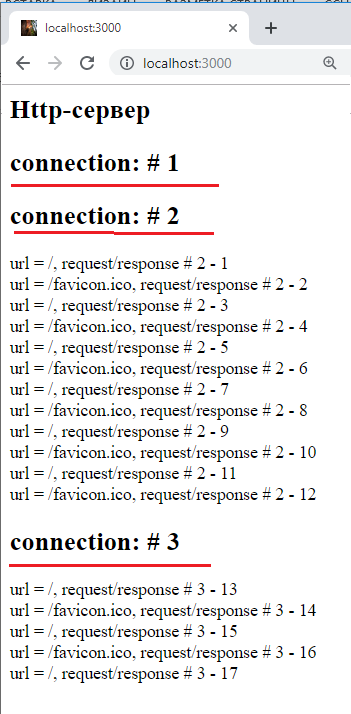 localhost:3000
localhost:3000
Http-сервер
connection: # 1
connection: # 2
url = /, request/response # 2 - 1
url = /favicon.ico, request/response # 2 - 2
url = /, request/response # 2 - 3
url = /favicon.ico, request/response # 2 - 4
url = /, request/response # 2 - 5
url = /favicon.ico, request/response # 2 - 6
url = /, request/response # 2 - 7
url = /favicon.ico, request/response # 2 - 8
url = /, request/response # 2 - 9
url = /favicon.ico, request/response # 2 - 10
url = /, request/response # 2 - 11
url = /favicon.ico, request/response # 2 - 12
connection: # 3
url = /, request/response # 3 - 13
url = /favicon.ico, request/response # 3 - 14
url = /, request/response # 3 - 15
url = /favicon.ico, request/response # 3 - 16
url = /, request/response # 3 - 17